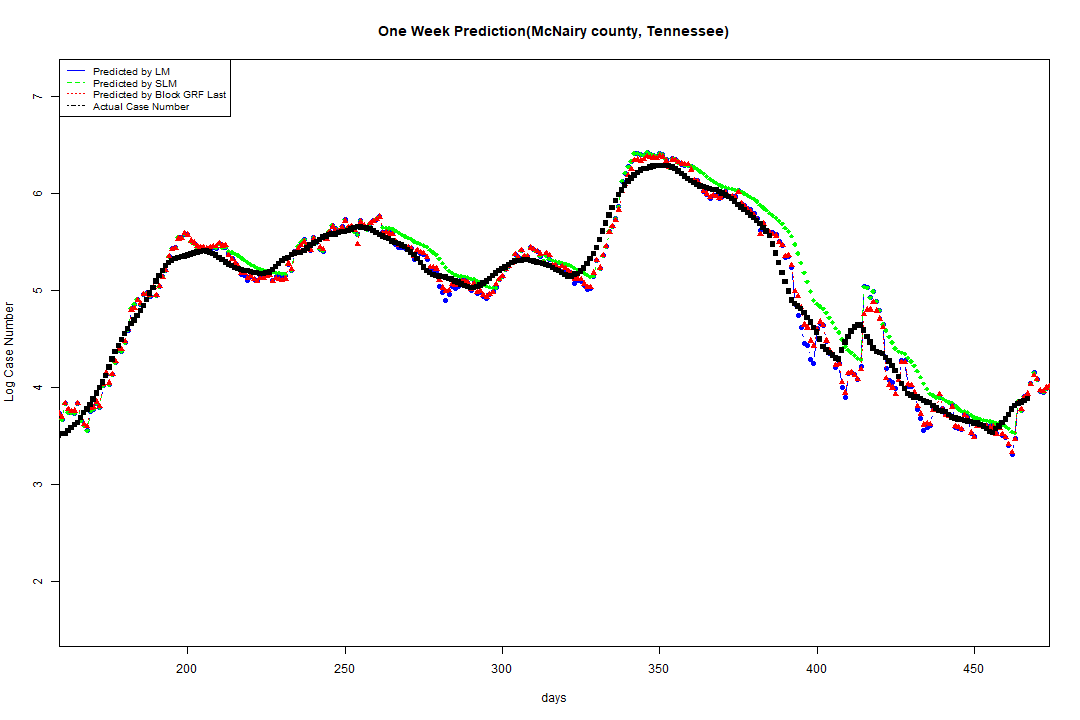 One Week Prediction(McNairy county, Tennessee)
Predicted by LM
Predicted by SLM
Predicted by Block GRF Last
Actual Case Number
7
6
5
4
3
2
Log Case Number
200 250 300 350 400 450
days